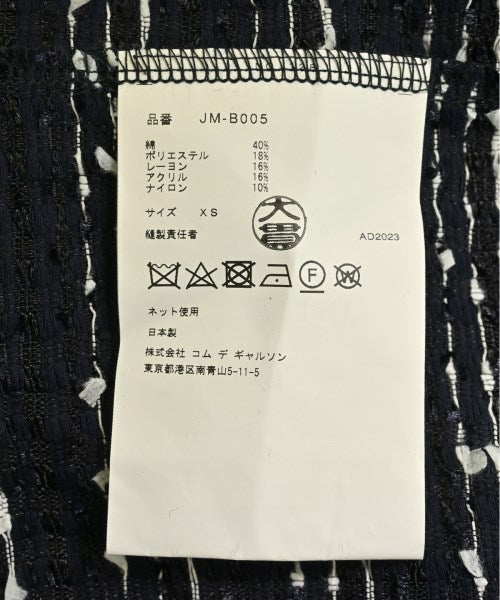 品番 JM-B005
綿 40%
ポリエステル 18%
レーヨン 16%
アクリル 16%
ナイロン 10%
サイズ XS
大貫
縫製責任者
AD2023
F
W
ネット使用
日本製
株式会社 コム デ ギャルソン
東京都港区南青山5-11-5